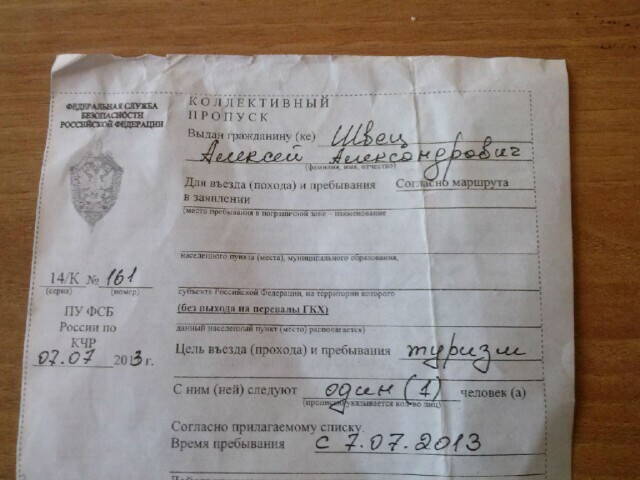 ФЕДЕРАЛЬНАЯ СЛУЖБА
БЕЗОПАСНОСТИ
РОССИЙСКОЙ ФЕДЕРАЦИИ
14/К № 161
(серия) (номер)
ПУ ФСБ
России по
КЧР
07.07 2013 г.
КОЛЛЕКТИВНЫЙ
ПРОПУСК
Выдан гражданину (ке) Швец
Алексей Александрович
(фамилия, имя, отчество)
Для въезда (похода) и пребывания Согласно маршрута
в заявлении
(место пребывания в пограничной зоне – наименование
населенного пункта (места), муниципального образования,
субъекта Российской Федерации, на территории которого
(без выхода на перевалы ГКХ)
данный населенный пункт (место) располагается)
Цель въезда (прохода) и пребывания туризм
С ним (ней) следуют один (1) человек (а)
(прописью указывается кол-во лиц)
Согласно прилагаемому списку.
Время пребывания с 7.07.2013